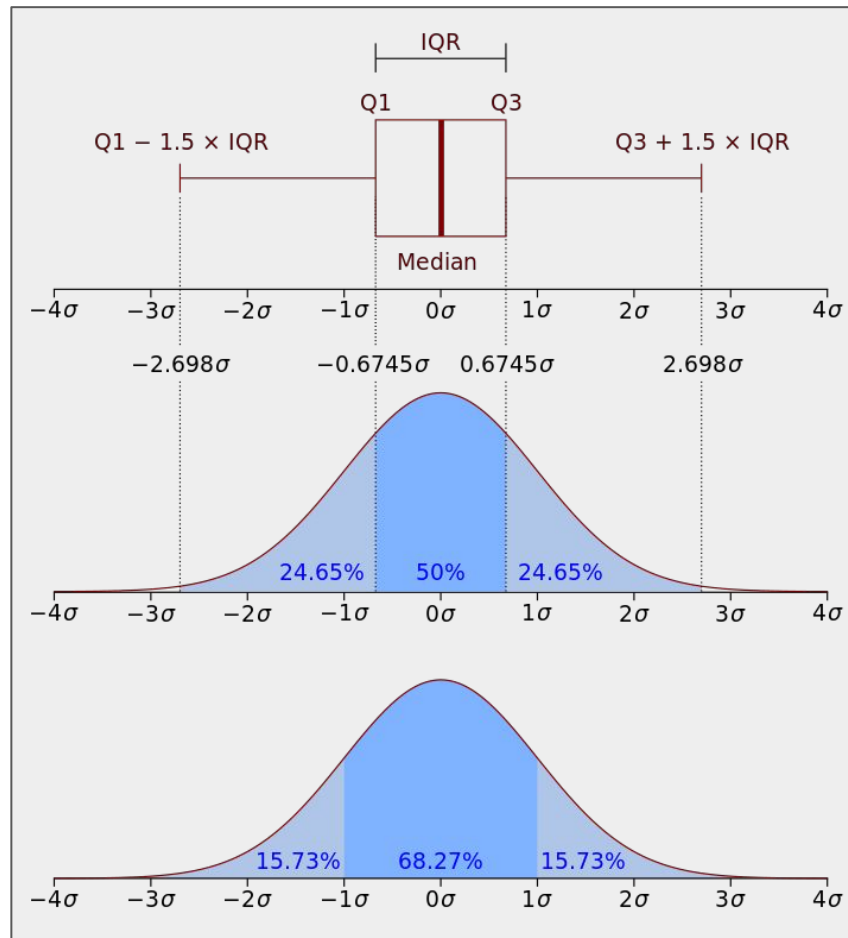 IQR
Q1 Q3
Q1 − 1.5 × IQR Q3 + 1.5 × IQR
Median
−4σ −3σ −2σ −1σ 0σ 1σ 2σ 3σ 4σ
−2.698σ −0.6745σ 0.6745σ 2.698σ
24.65% 50% 24.65%
−4σ −3σ −2σ −1σ 0σ 1σ 2σ 3σ 4σ
15.73% 68.27% 15.73%
−4σ −3σ −2σ −1σ 0σ 1σ 2σ 3σ 4σ